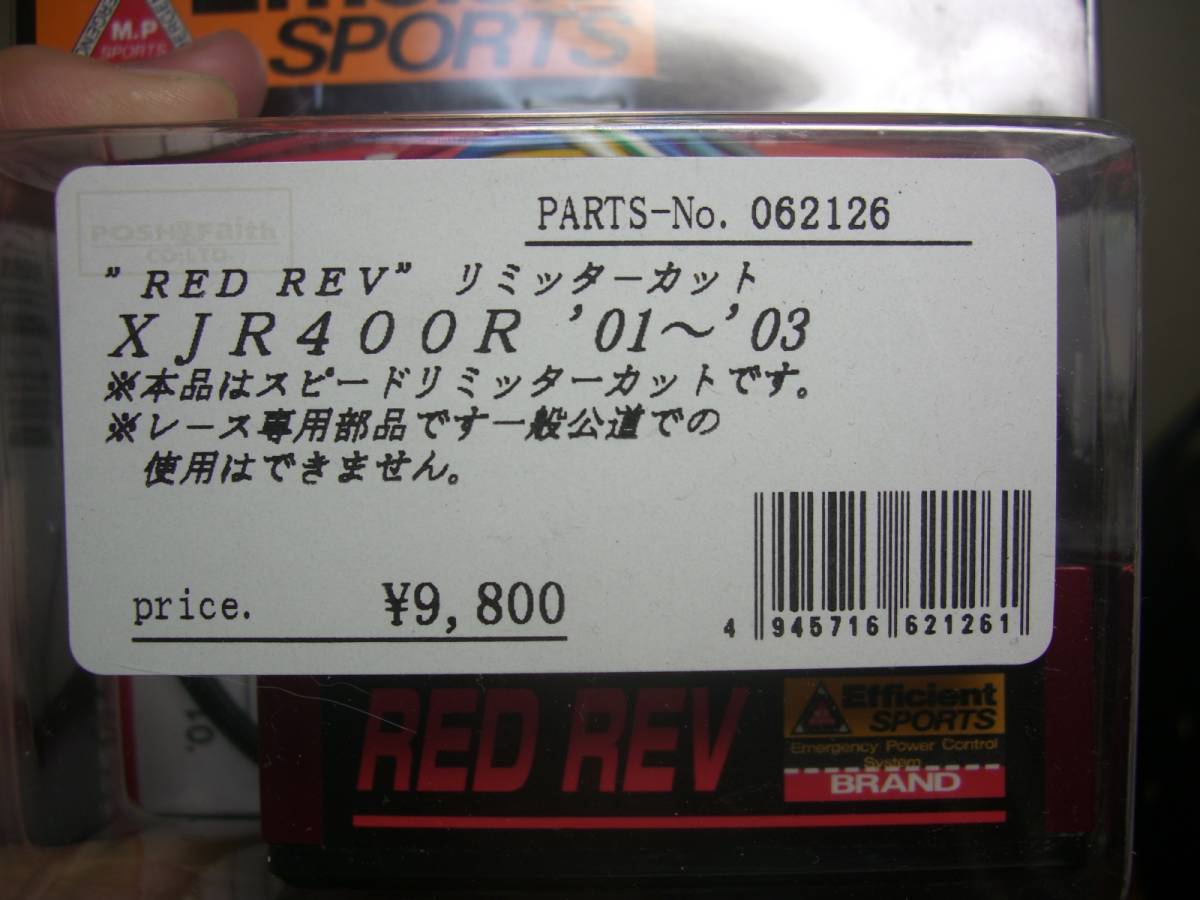 Efficient
M.P
SPORTS
SPORTS
POSH Faith
CO.,LTD.
PARTS-No. 062126
"RED REV" リミッターカット
XJR400R '01～'03
※本品はスピードリミッターカットです。
※レース専用部品です一般公道での
使用はできません。
price. ¥9,800
4 945716 621261
'01
RED REV
Efficient
SPORTS
Emergency Power Control
System
BRAND